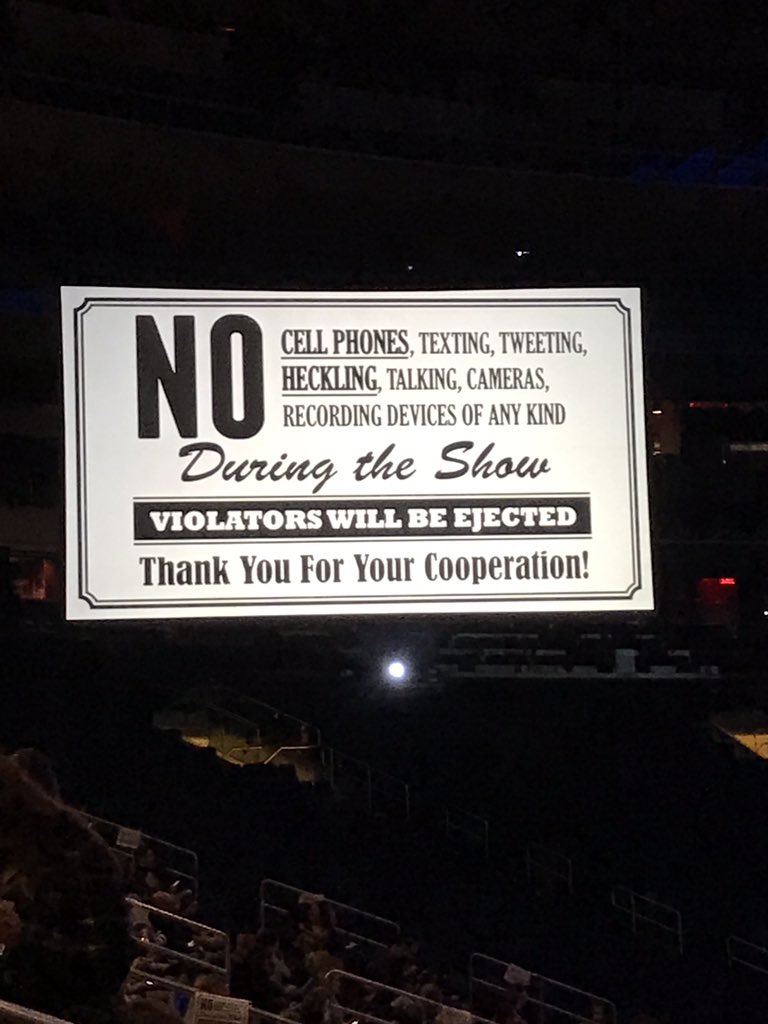 NO CELL PHONES, TEXTING, TWEETING,
HECKLING, TALKING, CAMERAS,
RECORDING DEVICES OF ANY KIND
During the Show
VIOLATORS WILL BE EJECTED
Thank You For Your Cooperation!
NO